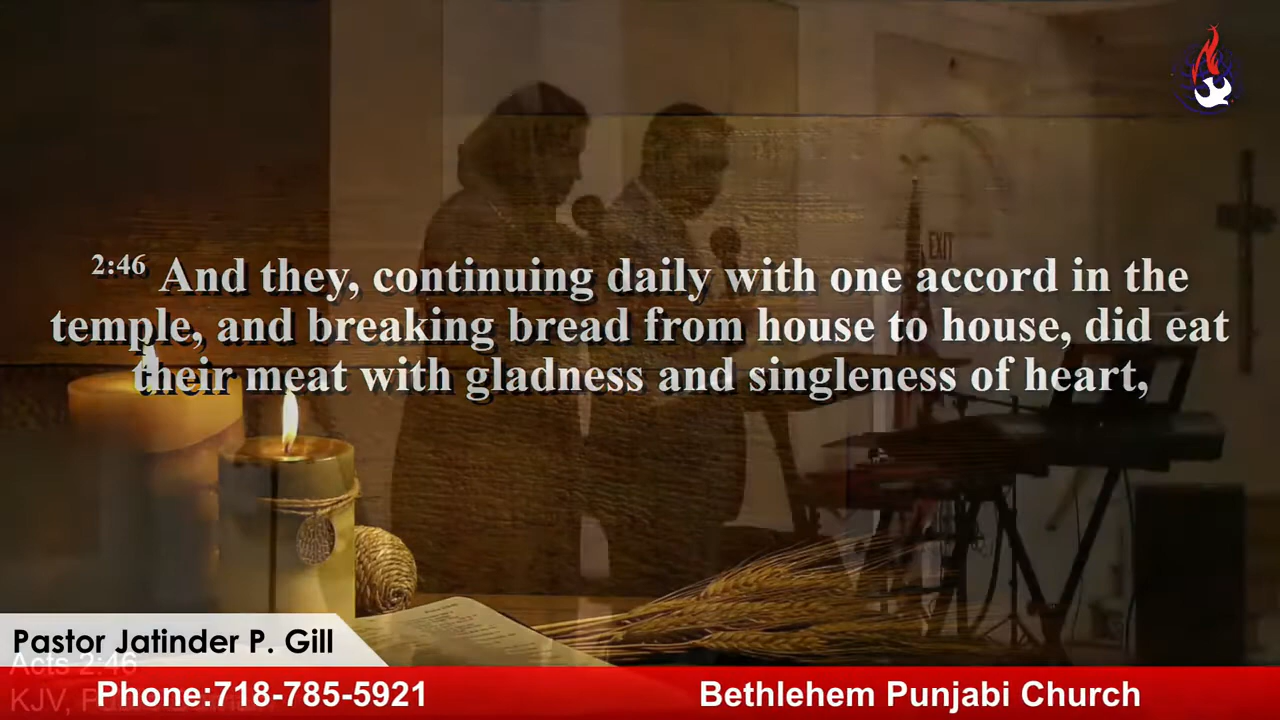 EXIT
2:46 And they, continuing daily with one accord in the
temple, and breaking bread from house to house, did eat
their meat with gladness and singleness of heart,
Pastor Jatinder P. Gill
Acts 2:46
KJV,
Phone:718-785-5921
Bethlehem Punjabi Church